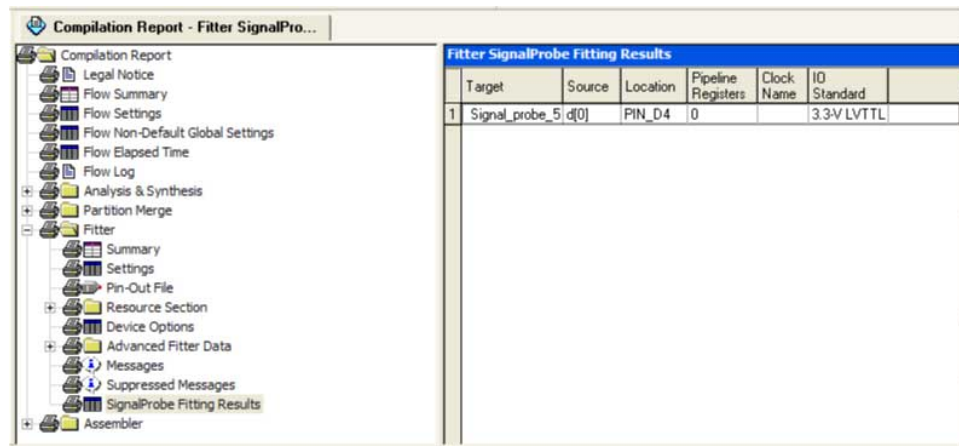 Compilation Report - Fitter SignalPro...
Compilation Report
Legal Notice
Flow Summary
Flow Settings
Flow Non-Default Global Settings
Flow Elapsed Time
Flow Log
Analysis & Synthesis
Partition Merge
Fitter
Summary
Settings
Pin-Out File
Resource Section
Device Options
Advanced Fitter Data
Messages
Suppressed Messages
SignalProbe Fitting Results
Assembler
Fitter SignalProbe Fitting Results
Target Source Location Pipeline Registers Clock Name IO Standard
1 Signal_probe_5 d[0] PIN_D4 0 3.3-V LVTTL